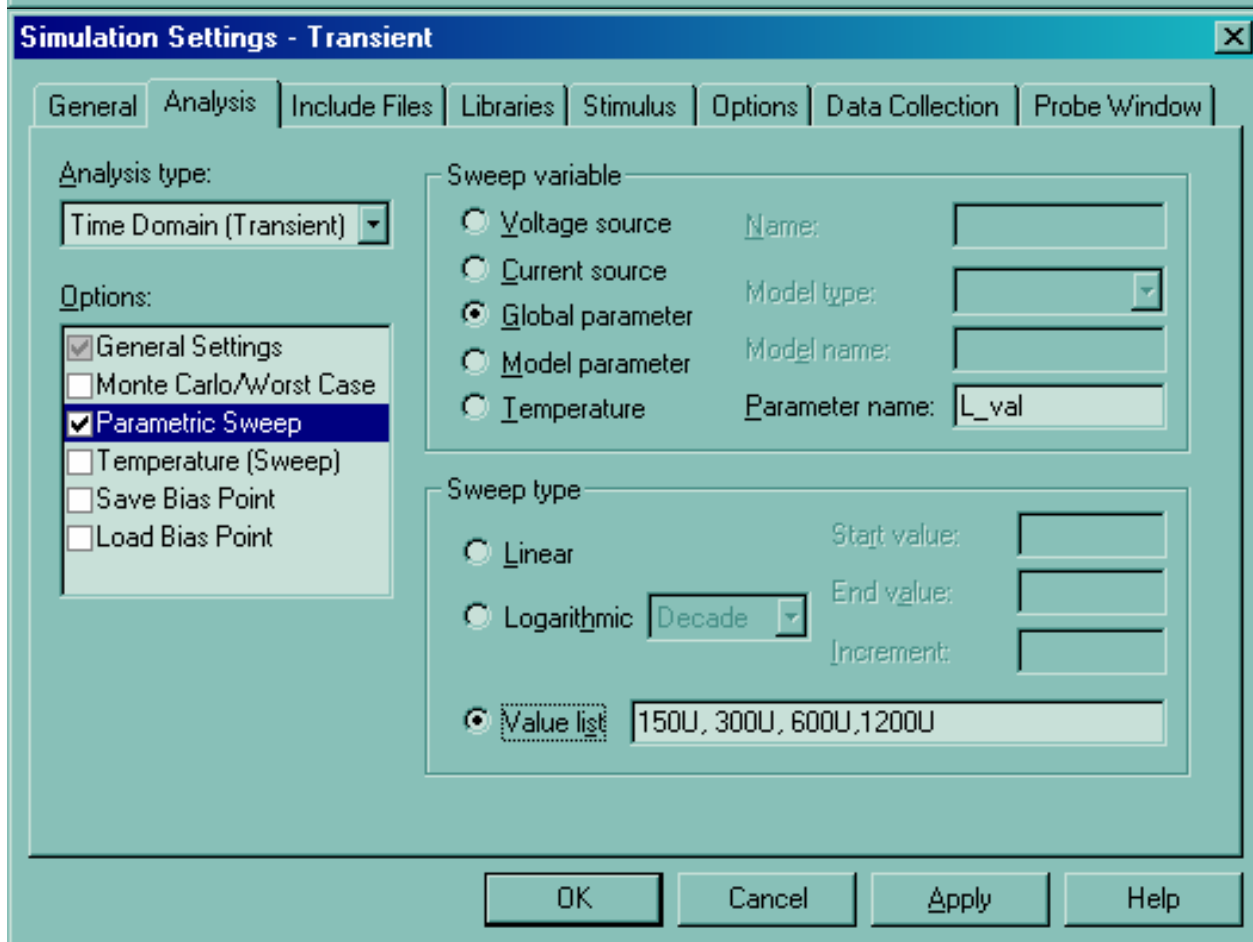 Simulation Settings - Transient
General Analysis Include Files Libraries Stimulus Options Data Collection Probe Window
Analysis type:
Time Domain (Transient)
Options:
General Settings
Monte Carlo/Worst Case
Parametric Sweep
Temperature (Sweep)
Save Bias Point
Load Bias Point
Sweep variable
Voltage source
Current source
Global parameter
Model parameter
Temperature
Name:
Model type:
Model name:
Parameter name: L_val
Sweep type
Linear
Logarithmic Decade
Start value:
End value:
Increment:
Value list 150U, 300U, 600U,1200U
OK Cancel Apply Help